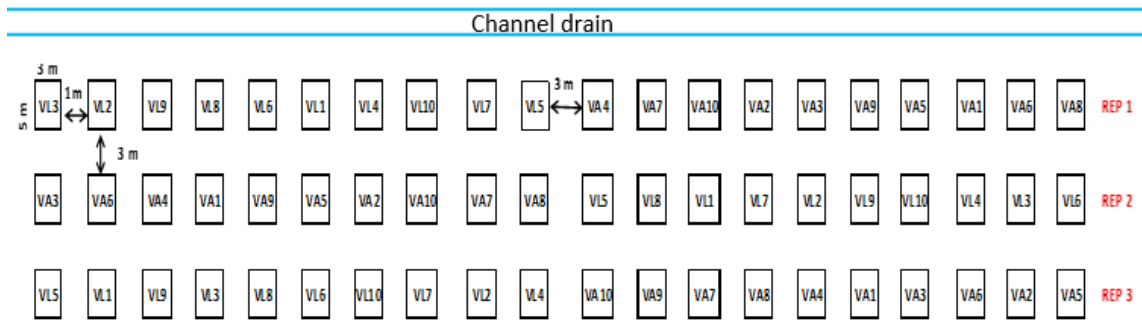 Channel drain
3 m
1m
3 m
5 m
VL3 VL2 VL9 VL8 VL6 VL1 VL4 VL10 VL7 VL5 VA4 VA7 VA10 VA2 VA3 VA9 VA5 VA1 VA6 VA8 REP 1
3 m
VA3 VA6 VA4 VA1 VA9 VA5 VA2 VA10 VA7 VA8 VL5 VL8 VL1 VL7 VL2 VL9 VL10 VL4 VL3 VL6 REP 2
VL5 VL1 VL9 VL3 VL8 VL6 VL10 VL7 VL2 VL4 VA10 VA9 VA7 VA8 VA4 VA1 VA3 VA6 VA2 VA5 REP 3